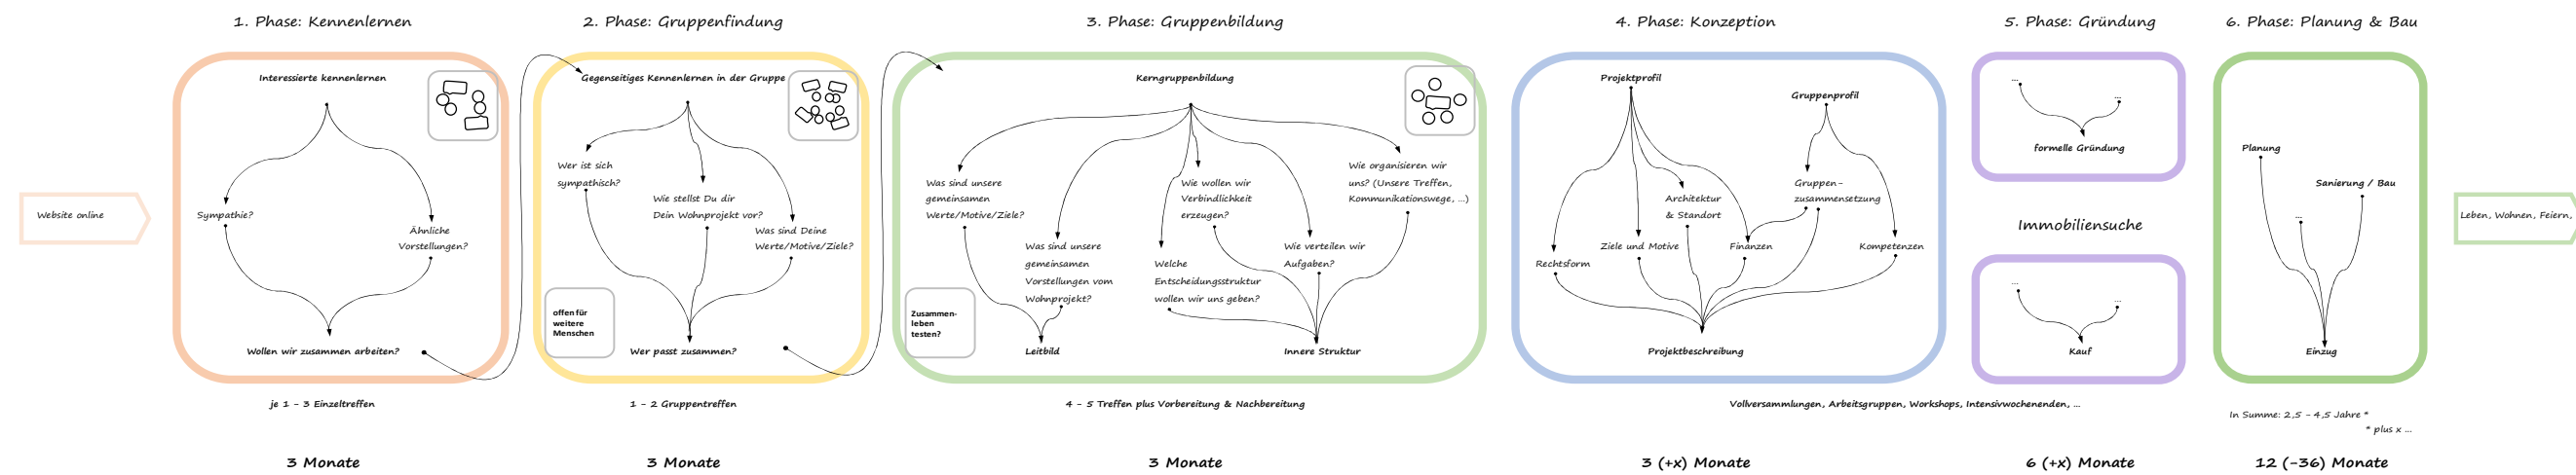 1. Phase: Kennenlernen
2. Phase: Gruppenfindung
3. Phase: Gruppenbildung
4. Phase: Konzeption
5. Phase: Gründung
6. Phase: Planung & Bau
Website online
Interessierte kennenlernen
Sympathie?
Ähnliche
Vorstellungen?
Wollen wir zusammen arbeiten?
je 1 - 3 Einzeltreffen
3 Monate
Gegenseitiges Kennenlernen in der Gruppe
Wer ist sich
sympathisch?
Wie stellst Du dir
Dein Wohnprojekt vor?
Was sind Deine
Werte/Motive/Ziele?
offen für
weitere
Menschen
Wer passt zusammen?
1 - 2 Gruppentreffen
3 Monate
Kerngruppenbildung
Was sind unsere
gemeinsamen
Werte/Motive/Ziele?
Was sind unsere
gemeinsamen
Vorstellungen vom
Wohnprojekt?
Wie wollen wir
Verbindlichkeit
erzeugen?
Welche
Entscheidungsstruktur
wollen wir uns geben?
Wie verteilen wir
Aufgaben?
Wie organisieren wir
uns? (Unsere Treffen,
Kommunikationswege, ...)
Zusammen-
leben
testen?
Leitbild
Innere Struktur
4 - 5 Treffen plus Vorbereitung & Nachbereitung
3 Monate
Projektprofil
Gruppenprofil
Rechtsform
Ziele und Motive
Architektur
& Standort
Finanzen
Gruppen-
zusammensetzung
Kompetenzen
Projektbeschreibung
Vollversammlungen, Arbeitsgruppen, Workshops, Intensivwochenenden, ...
3 (+x) Monate
...
...
formelle Gründung
Immobiliensuche
...
...
Kauf
6 (+x) Monate
Planung
...
Sanierung / Bau
Einzug
In Summe: 2,5 - 4,5 Jahre *
* plus x ...
12 (-36) Monate
Leben, Wohnen, Feiern,